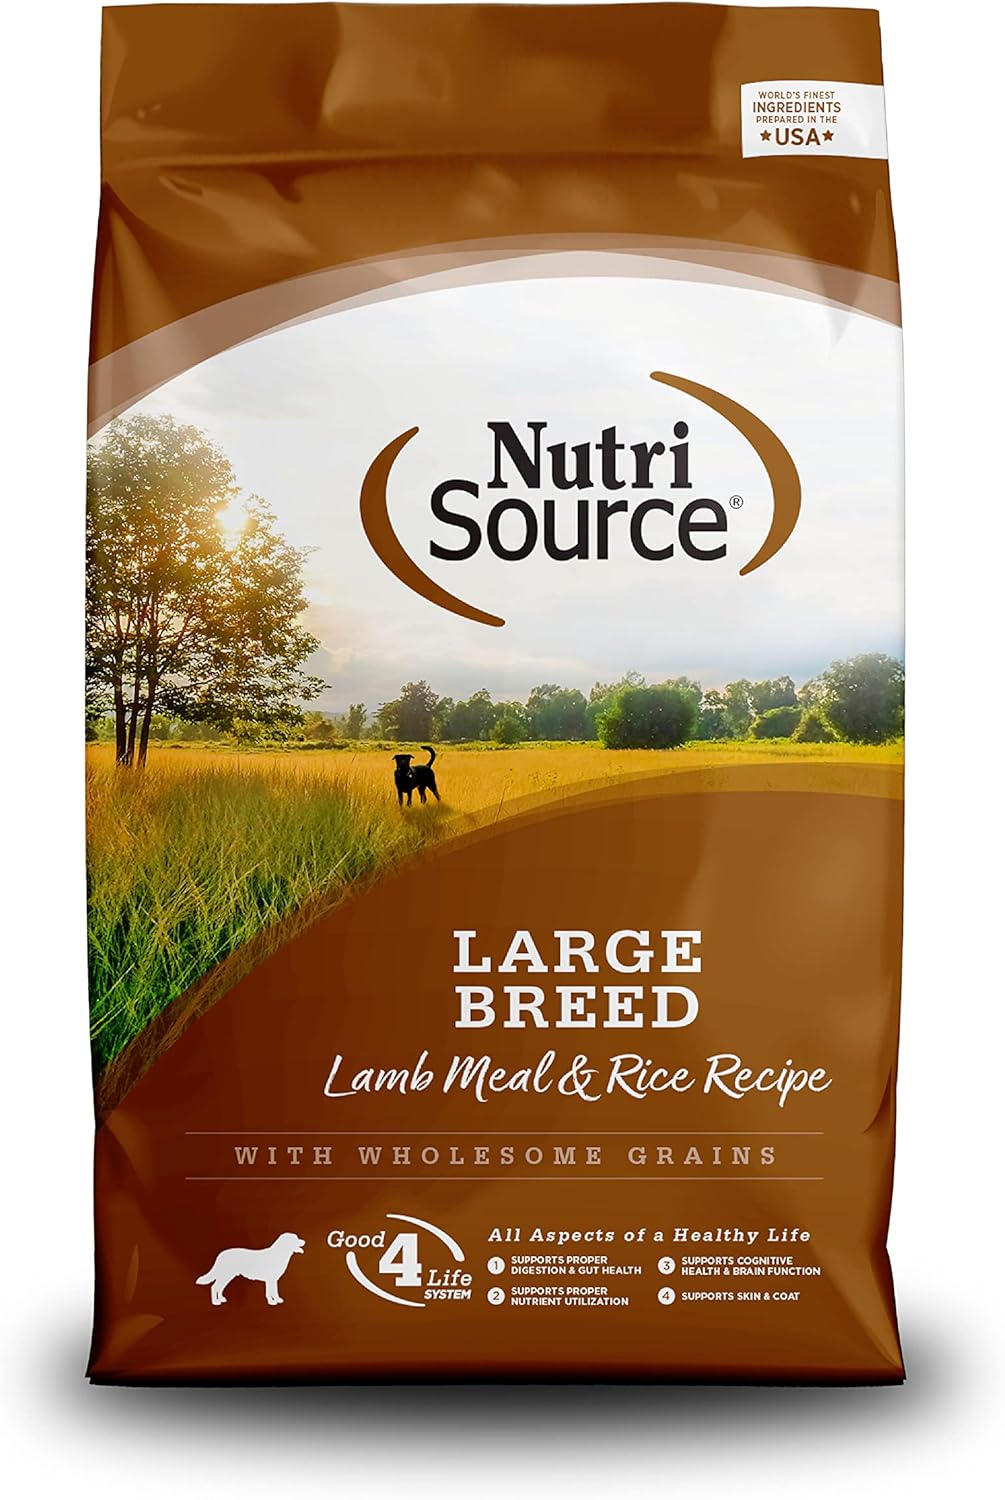 WORLD'S FINEST
INGREDIENTS
PREPARED IN THE
★USA★
Nutri
Source®
LARGE
BREED
Lamb Meal & Rice Recipe
WITH WHOLESOME GRAINS
Good 4 Life
SYSTEM
All Aspects of a Healthy Life
1 SUPPORTS PROPER
DIGESTION & GUT HEALTH
2 SUPPORTS PROPER
NUTRIENT UTILIZATION
3 SUPPORTS COGNITIVE
HEALTH & BRAIN FUNCTION
4 SUPPORTS SKIN & COAT